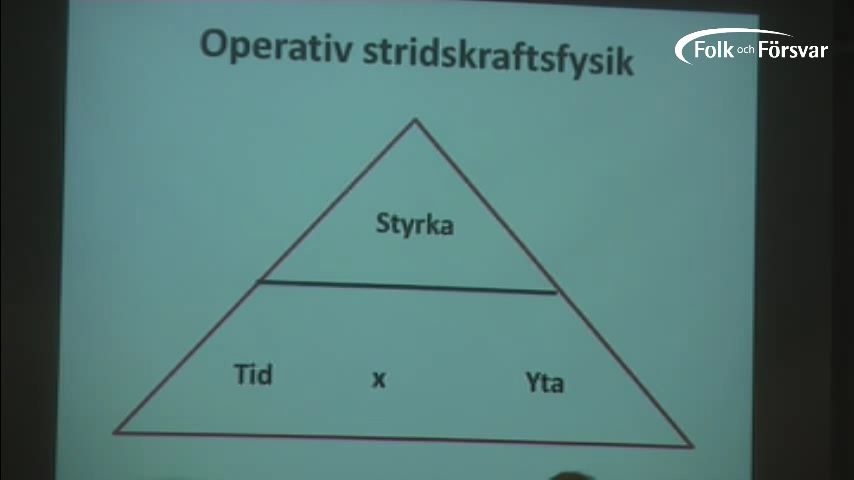 Operativ stridskraftsfysik
Folk och Försvar
Styrka
Tid x Yta